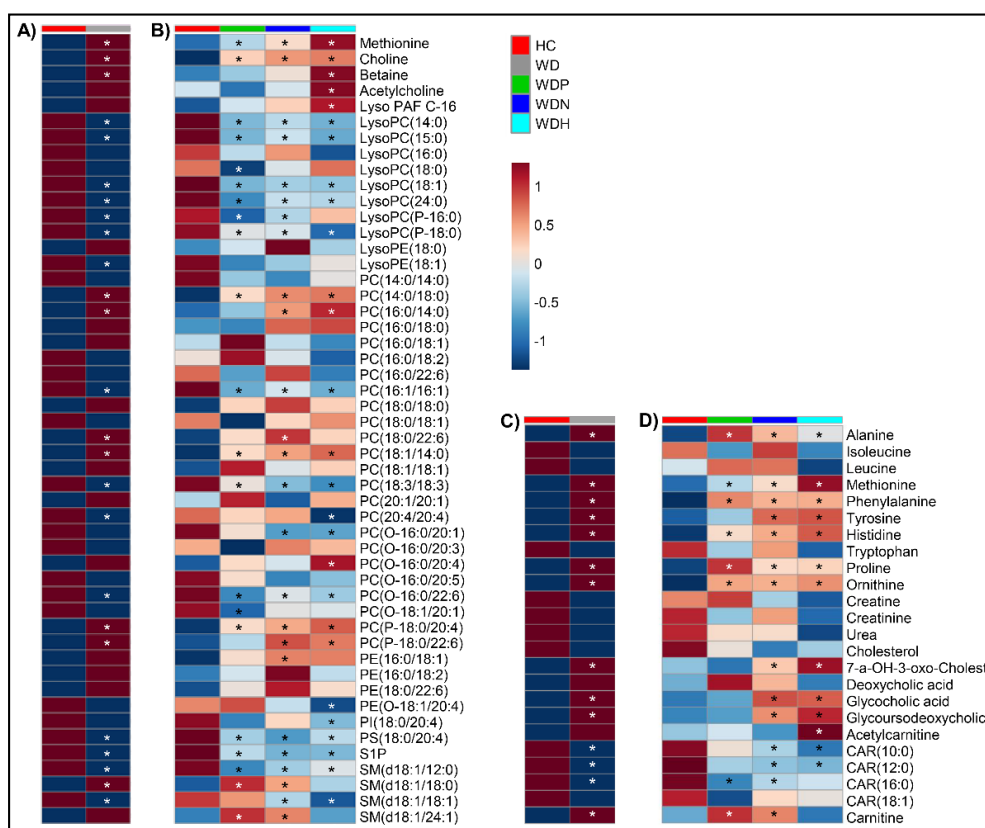 A)
B)
Methionine
Choline
Betaine
Acetylcholine
Lyso PAF C-16
LysoPC(14:0)
LysoPC(15:0)
LysoPC(16:0)
LysoPC(18:0)
LysoPC(18:1)
LysoPC(24:0)
LysoPC(P-16:0)
LysoPC(P-18:0)
LysoPE(18:0)
LysoPE(18:1)
PC(14:0/14:0)
PC(14:0/18:0)
PC(16:0/14:0)
PC(16:0/18:0)
PC(16:0/18:1)
PC(16:0/18:2)
PC(16:0/22:6)
PC(16:1/16:1)
PC(18:0/18:0)
PC(18:0/18:1)
PC(18:0/22:6)
PC(18:1/14:0)
PC(18:1/18:1)
PC(18:3/18:3)
PC(20:1/20:1)
PC(20:4/20:4)
PC(O-16:0/20:1)
PC(O-16:0/20:3)
PC(O-16:0/20:4)
PC(O-16:0/20:5)
PC(O-16:0/22:6)
PC(O-18:1/20:1)
PC(P-18:0/20:4)
PC(P-18:0/22:6)
PE(16:0/18:1)
PE(16:0/18:2)
PE(18:0/22:6)
PE(O-18:1/20:4)
PI(18:0/20:4)
PS(18:0/20:4)
S1P
SM(d18:1/12:0)
SM(d18:1/18:0)
SM(d18:1/18:1)
SM(d18:1/24:1)
HC
WD
WDP
WDN
WDH
1
0.5
0
-0.5
-1
C)
D)
Alanine
Isoleucine
Leucine
Methionine
Phenylalanine
Tyrosine
Histidine
Tryptophan
Proline
Ornithine
Creatine
Creatinine
Urea
Cholesterol
7-a-OH-3-oxo-Cholest
Deoxycholic acid
Glycocholic acid
Glycoursodeoxycholic
Acetylcarnitine
CAR(10:0)
CAR(12:0)
CAR(16:0)
CAR(18:1)
Carnitine